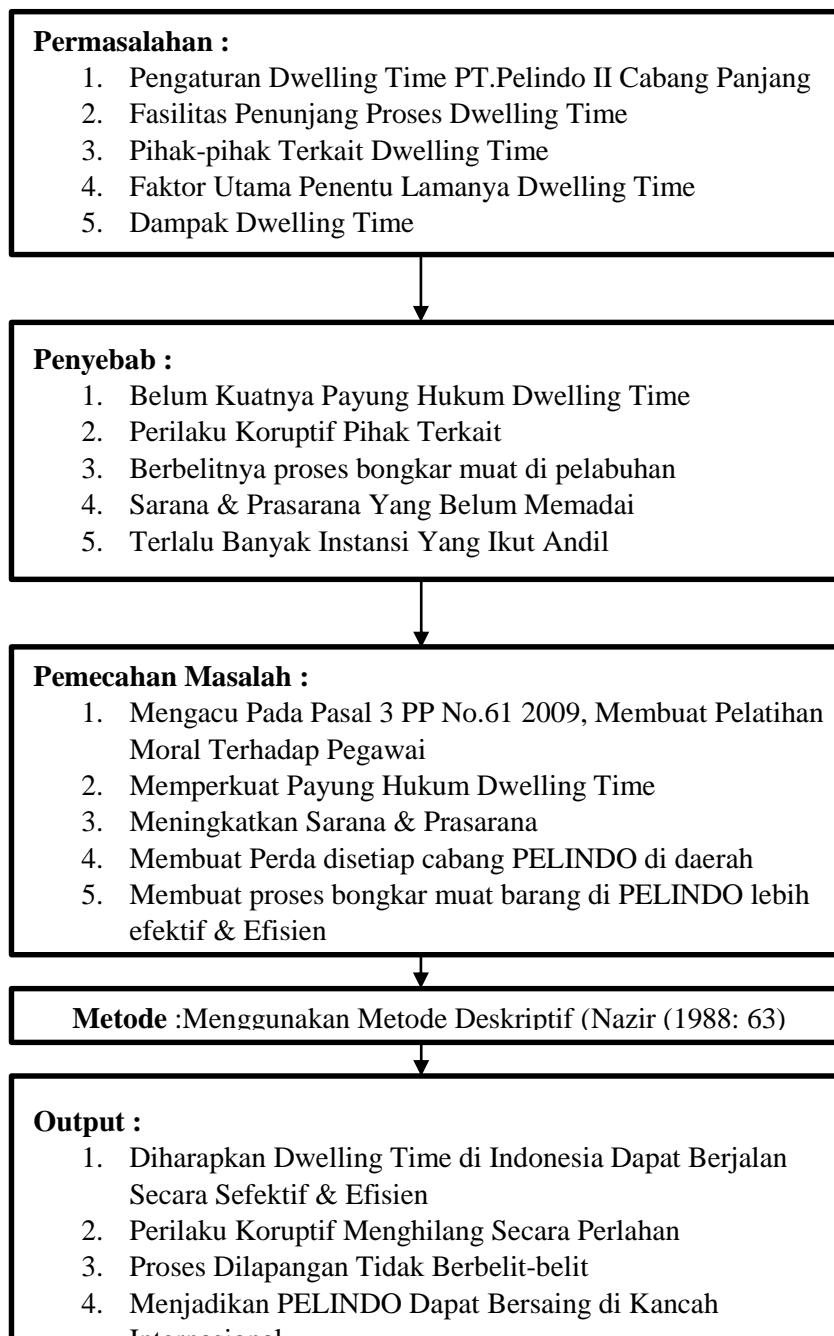 Permasalahan :
1. Pengaturan Dwelling Time PT.Pelindo II Cabang Panjang
2. Fasilitas Penunjang Proses Dwelling Time
3. Pihak-pihak Terkait Dwelling Time
4. Faktor Utama Penentu Lamanya Dwelling Time
5. Dampak Dwelling Time
Penyebab :
1. Belum Kuatnya Payung Hukum Dwelling Time
2. Perilaku Koruptif Pihak Terkait
3. Berbelitnya proses bongkar muat di pelabuhan
4. Sarana & Prasarana Yang Belum Memadai
5. Terlalu Banyak Instansi Yang Ikut Andil
Pemecahan Masalah :
1. Mengacu Pada Pasal 3 PP No.61 2009, Membuat Pelatihan
Moral Terhadap Pegawai
2. Memperkuat Payung Hukum Dwelling Time
3. Meningkatkan Sarana & Prasarana
4. Membuat Perda disetiap cabang PELINDO di daerah
5. Membuat proses bongkar muat barang di PELINDO lebih
efektif & Efisien
Metode :Menggunakan Metode Deskriptif (Nazir (1988: 63)
Output :
1. Diharapkan Dwelling Time di Indonesia Dapat Berjalan
Secara Sefektif & Efisien
2. Perilaku Koruptif Menghilang Secara Perlahan
3. Proses Dilapangan Tidak Berbelit-belit
4. Menjadikan PELINDO Dapat Bersaing di Kancah
Internasional